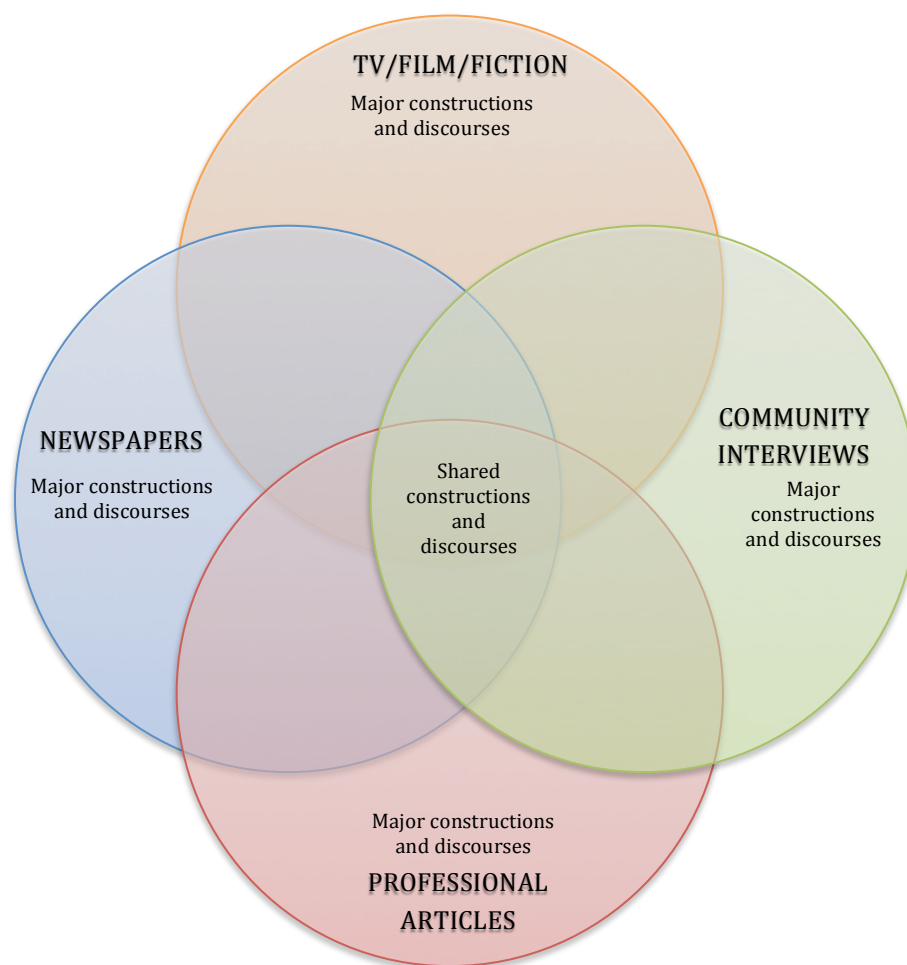 TV/FILM/FICTION
Major constructions
and discourses
NEWSPAPERS
Major constructions
and discourses
Shared
constructions
and
discourses
COMMUNITY
INTERVIEWS
Major
constructions
and discourses
Major constructions
and discourses
PROFESSIONAL
ARTICLES